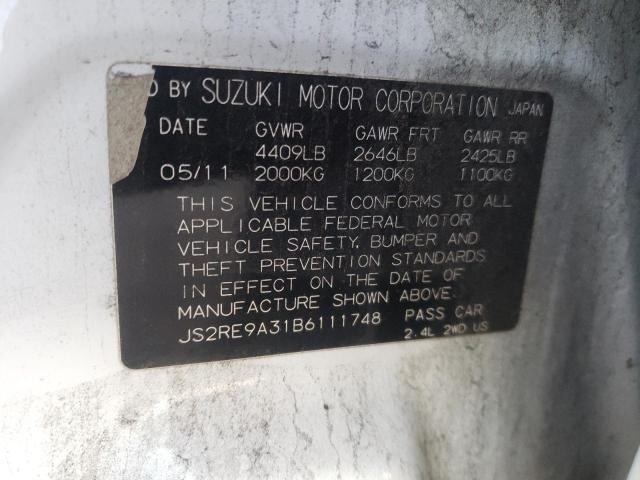 D BY SUZUKI MOTOR CORPORATION JAPAN
DATE GVWR GAWR FRT GAWR RR
4409LB 2646LB 2425LB
05/11 2000KG 1200KG 1100KG
THIS VEHICLE CONFORMS TO ALL
APPLICABLE FEDERAL MOTOR
VEHICLE SAFETY, BUMPER AND
THEFT PREVENTION STANDARDS
IN EFFECT ON THE DATE OF
MANUFACTURE SHOWN ABOVE.
JS2RE9A31B6111748 PASS CAR
2.4L 2WD US